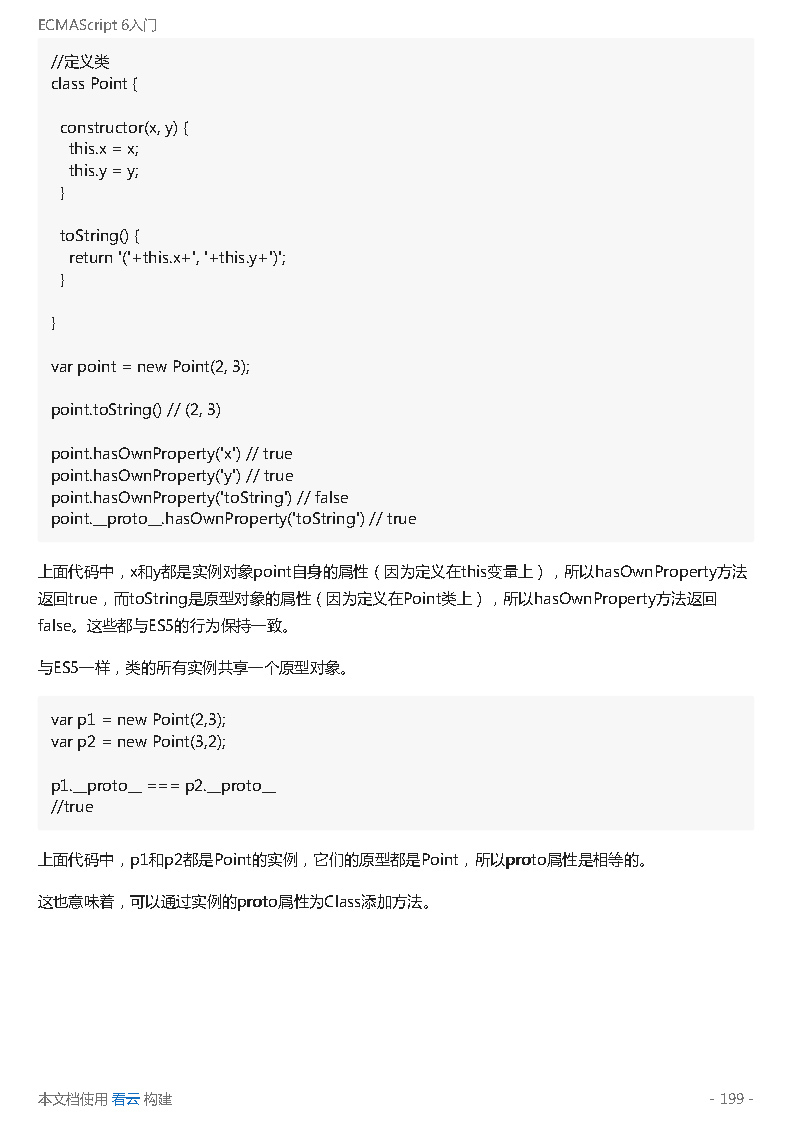 ECMAScript 6入门
//定义类
class Point {
constructor(x, y) {
this.x = x;
this.y = y;
}
toString() {
return '('+this.x+', '+this.y+')';
}
}
var point = new Point(2, 3);
point.toString() // (2, 3)
point.hasOwnProperty('x') // true
point.hasOwnProperty('y') // true
point.hasOwnProperty('toString') // false
point.__proto__.hasOwnProperty('toString') // true
上面代码中，x和y都是实例对象point自身的属性（因为定义在this变量上），所以hasOwnProperty方法
返回true，而toString是原型对象的属性（因为定义在Point类上），所以hasOwnProperty方法返回
false。这些都与ES5的行为保持一致。
与ES5一样，类的所有实例共享一个原型对象。
var p1 = new Point(2,3);
var p2 = new Point(3,2);
p1.__proto__ === p2.__proto__
//true
上面代码中，p1和p2都是Point的实例，它们的原型都是Point，所以proto属性是相等的。
这也意味着，可以通过实例的proto属性为Class添加方法。
本文档使用 看云 构建
- 199 -